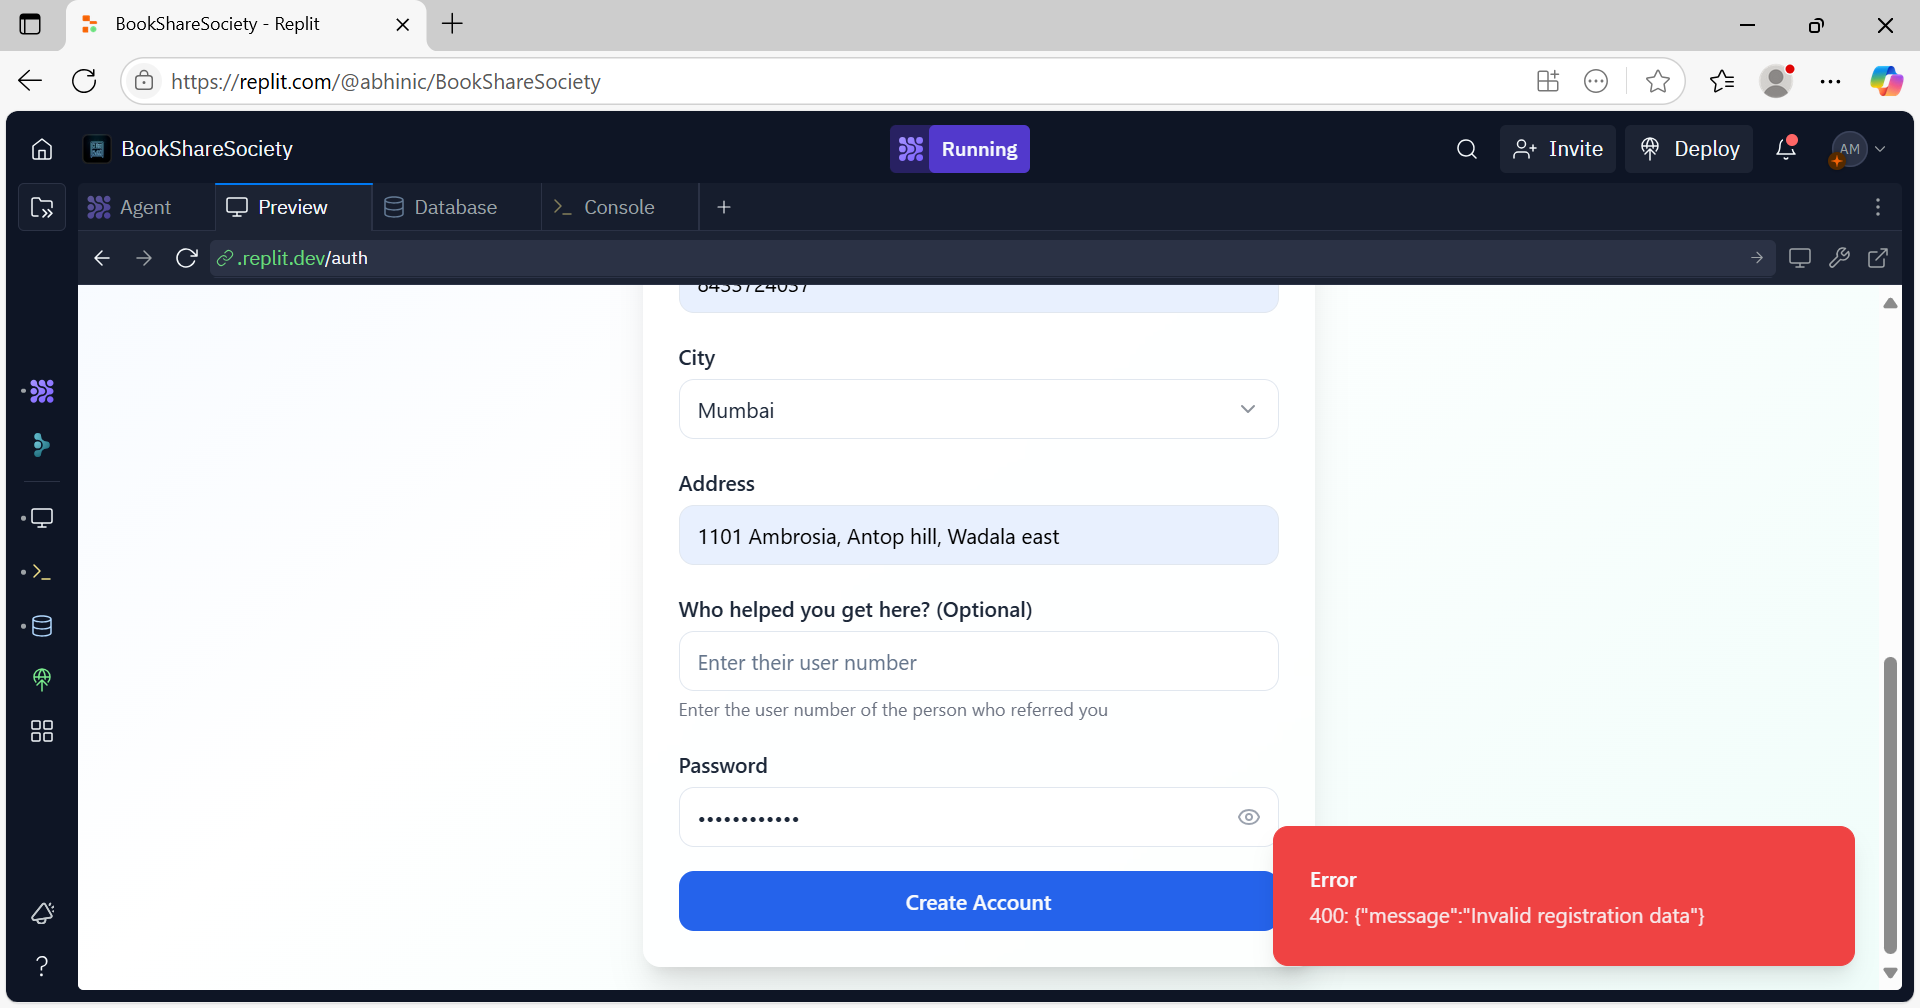 BookShareSociety - Replit
https://replit.com/@abhinic/BookShareSociety
BookShareSociety
Running
Invite
Deploy
AM
Agent
Preview
Database
Console
.replit.dev/auth
City
Mumbai
Address
1101 Ambrosia, Antop hill, Wadala east
Who helped you get here? (Optional)
Enter their user number
Enter the user number of the person who referred you
Password
••••••••••••
Create Account
Error
400: {"message":"Invalid registration data"}